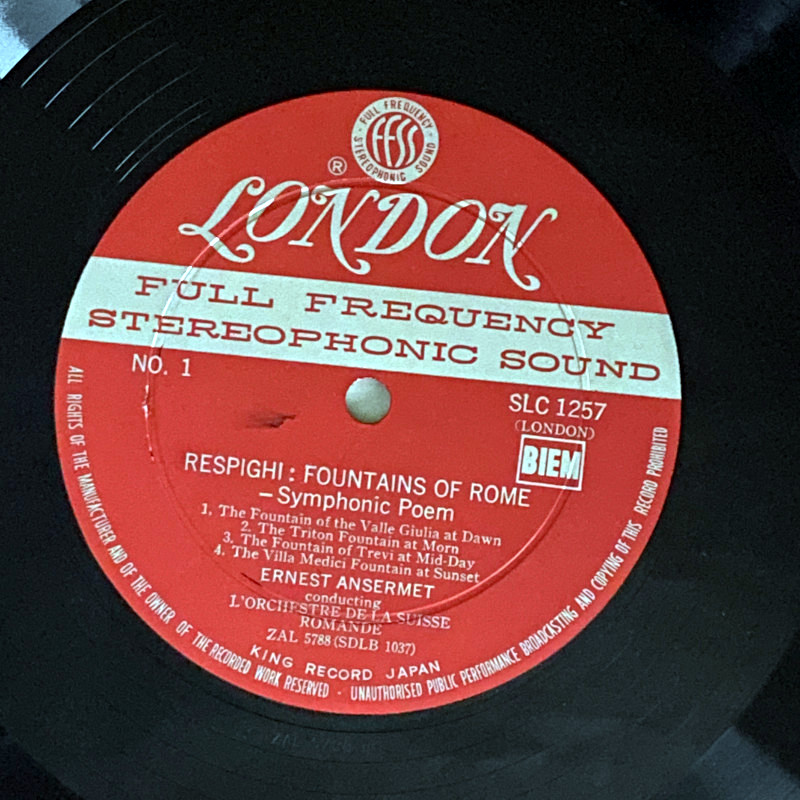 FULL FREQUENCY
FFSS
STEREOPHONIC SOUND
®
LONDON
FULL FREQUENCY
STEREOPHONIC SOUND
NO. 1
SLC 1257
(LONDON)
BIEM
RESPIGHI : FOUNTAINS OF ROME
—Symphonic Poem
1. The Fountain of the Valle Giulia at Dawn
2. The Triton Fountain at Morn
3. The Fountain of Trevi at Mid-Day
4. The Villa Medici Fountain at Sunset
ERNEST ANSERMET
conducting
L'ORCHESTRE DE LA SUISSE
ROMANDE
ZAL 5788 (SDLB 1037)
KING RECORD JAPAN
ALL RIGHTS OF THE MANUFACTURER AND OF THE OWNER OF THE RECORDED WORK RESERVED · UNAUTHORISED PUBLIC PERFORMANCE BROADCASTING AND COPYING OF THIS RECORD PROHIBITED